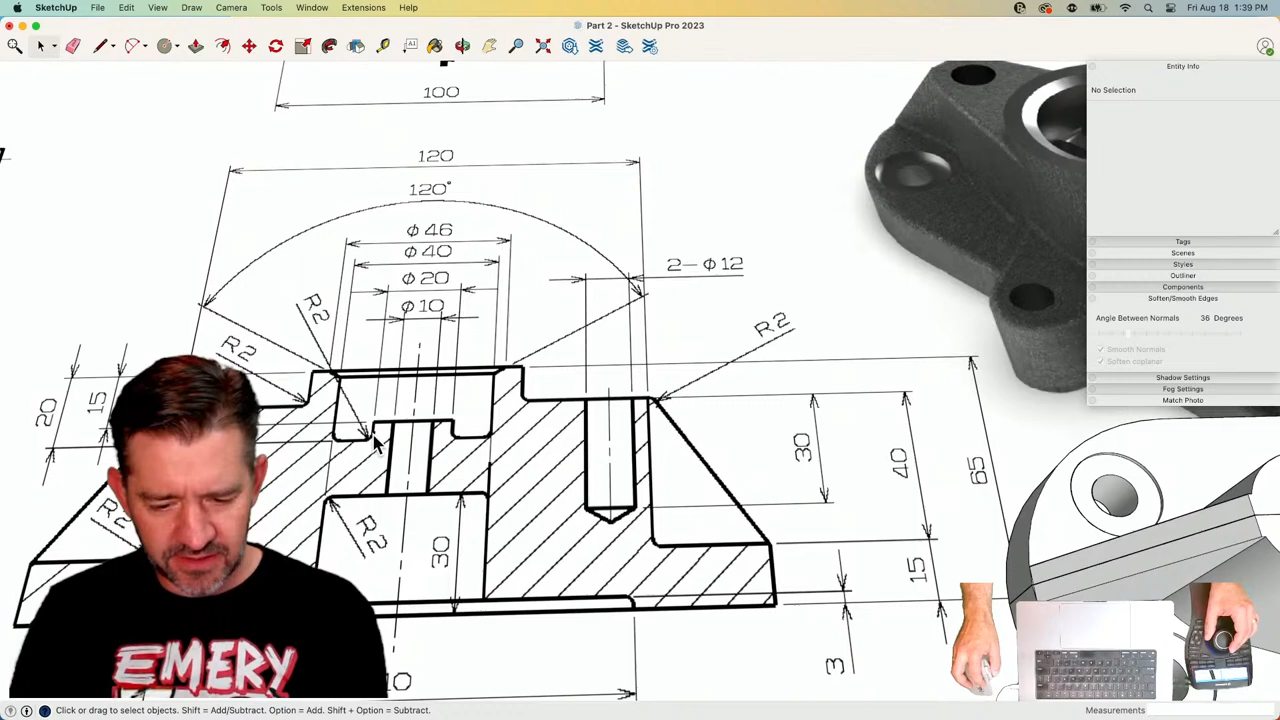 SketchUp File Edit View Draw Camera Tools Window Extensions Help
Fri Aug 18 1:39 PM
Part 2 - SketchUp Pro 2023
Entity Info
No Selection
100
120
120°
ϕ 46
ϕ 40
ϕ 20
ϕ 10
2-ϕ 12
R2
R2
R2
20
15
30
40
65
R2
R2
30
15
3
Tags
Scenes
Styles
Outliner
Components
Soften/Smooth Edges
Angle Between Normals 36 Degrees
Smooth Normals
Soften coplanar
Shadow Settings
Fog Settings
Match Photo
EMERY
Click or drag to select objects. Shift = Add/Subtract. Option = Add. Shift + Option = Subtract.
Measurements